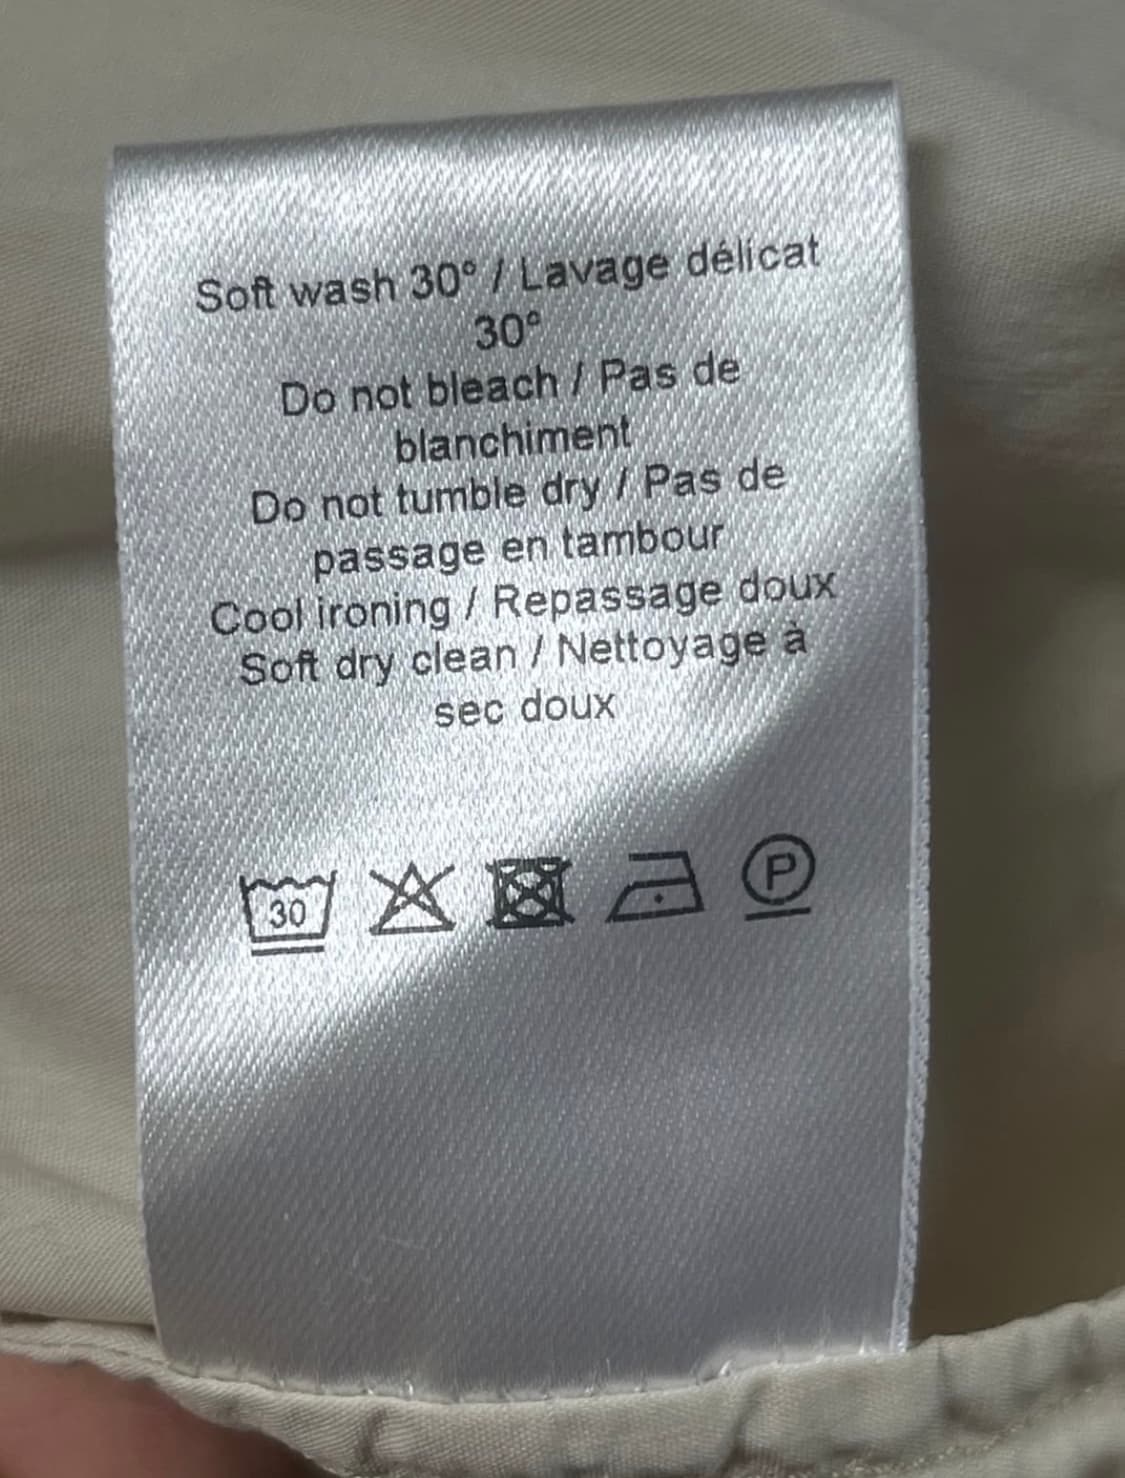 Soft wash 30° / Lavage délicat
30°
Do not bleach / Pas de
blanchiment
Do not tumble dry / Pas de
passage en tambour
Cool ironing / Repassage doux
Soft dry clean / Nettoyage à
sec doux
30 P